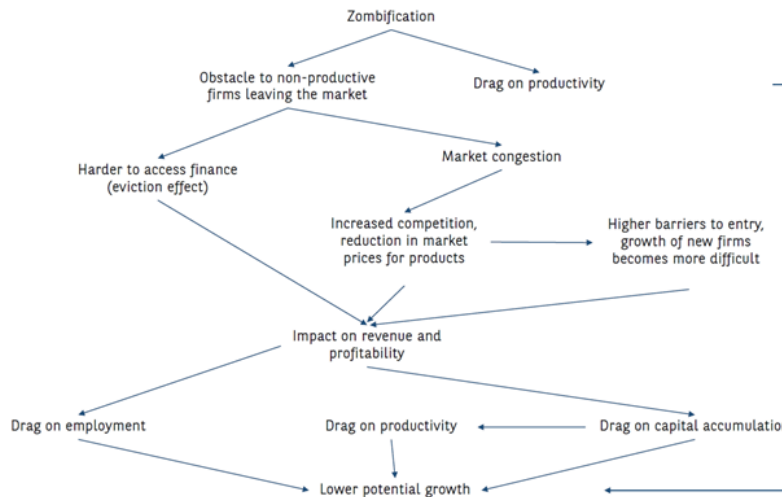 Zombification
Obstacle to non-productive
firms leaving the market
Drag on productivity
Market congestion
Harder to access finance
(eviction effect)
Increased competition,
reduction in market
prices for products
Higher barriers to entry,
growth of new firms
becomes more difficult
Impact on revenue and
profitability
Drag on employment
Drag on productivity
Drag on capital accumulation
Lower potential growth